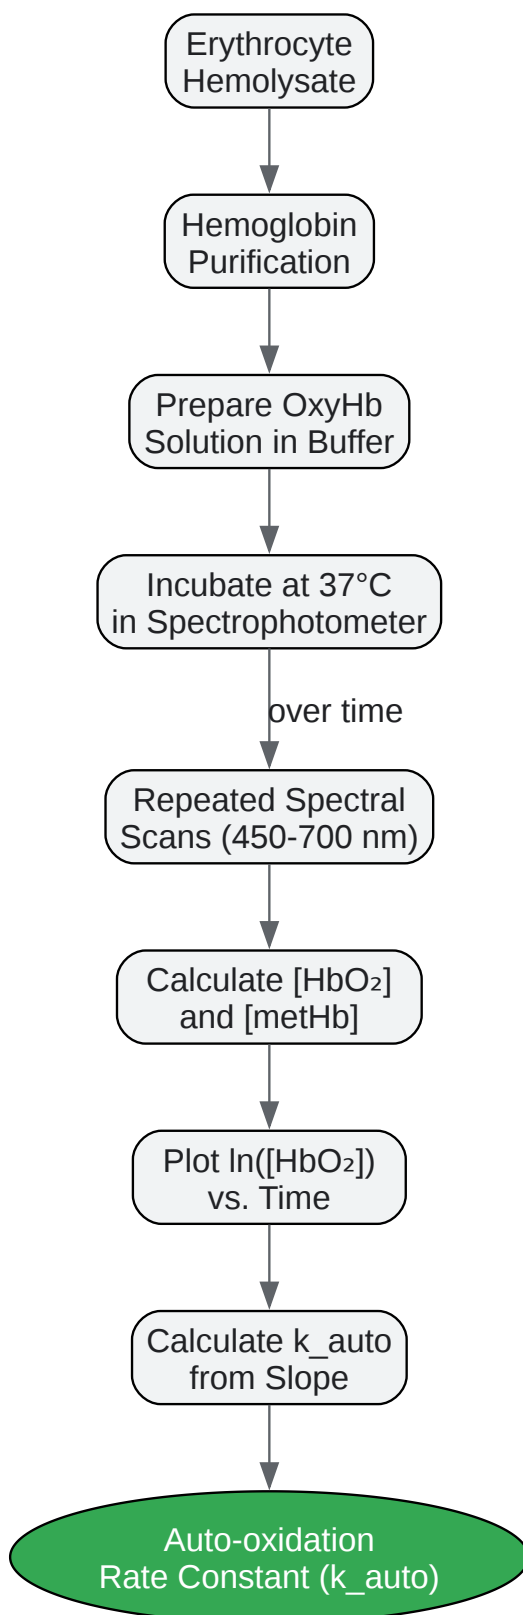 Erythrocyte
Hemolysate
Hemoglobin
Purification
Prepare OxyHb
Solution in Buffer
Incubate at 37°C
in Spectrophotometer
over time
Repeated Spectral
Scans (450-700 nm)
Calculate [HbO₂]
and [metHb]
Plot ln([HbO₂])
vs. Time
Calculate k_auto
from Slope
Auto-oxidation
Rate Constant (k_auto)